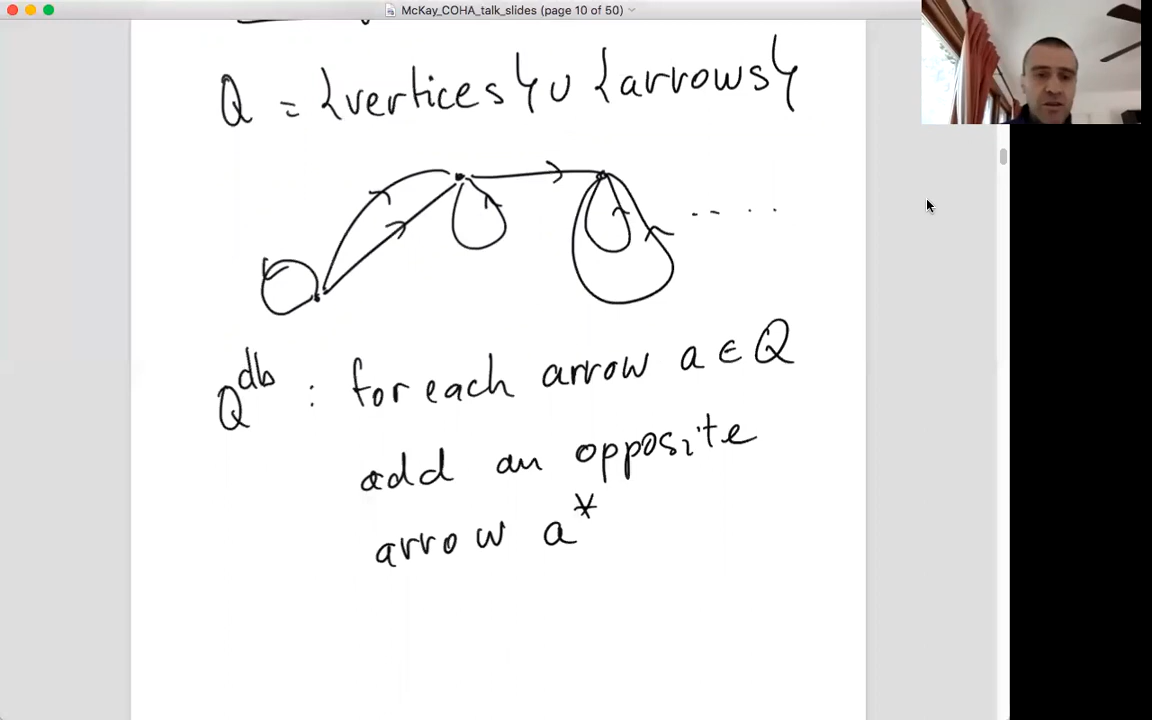 McKay_COHA_talk_slides (page 10 of 50)
Q = {vertices} ∪ {arrows}
Q^db : for each arrow a ∈ Q
add an opposite
arrow a*